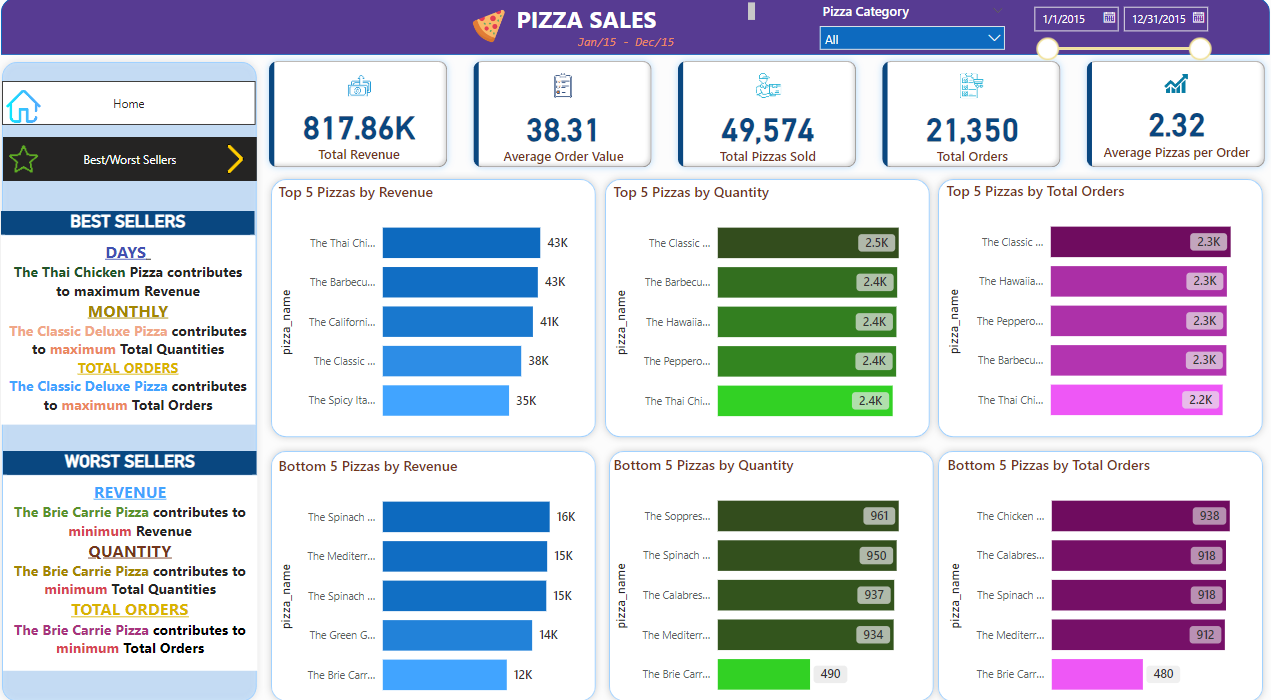 PIZZA SALES
Jan/15 - Dec/15
Pizza Category
All
1/1/2015
12/31/2015
Home
Best/Worst Sellers
BEST SELLERS
DAYS
The Thai Chicken Pizza contributes
to maximum Revenue
MONTHLY
The Classic Deluxe Pizza contributes
to maximum Total Quantities
TOTAL ORDERS
The Classic Deluxe Pizza contributes
to maximum Total Orders
WORST SELLERS
REVENUE
The Brie Carrie Pizza contributes to
minimum Revenue
QUANTITY
The Brie Carrie Pizza contributes to
minimum Total Quantities
TOTAL ORDERS
The Brie Carrie Pizza contributes to
minimum Total Orders
817.86K
Total Revenue
38.31
Average Order Value
49,574
Total Pizzas Sold
21,350
Total Orders
2.32
Average Pizzas per Order
Top 5 Pizzas by Revenue
pizza_name
The Thai Chi... 43K
The Barbecu... 43K
The Californi... 41K
The Classic ... 38K
The Spicy Ita... 35K
Top 5 Pizzas by Quantity
pizza_name
The Classic ... 2.5K
The Barbecu... 2.4K
The Hawaiia... 2.4K
The Peppero... 2.4K
The Thai Chi... 2.4K
Top 5 Pizzas by Total Orders
pizza_name
The Classic ... 2.3K
The Hawaiia... 2.3K
The Peppero... 2.3K
The Barbecu... 2.3K
The Thai Chi... 2.2K
Bottom 5 Pizzas by Revenue
pizza_name
The Spinach ... 16K
The Mediterr... 15K
The Spinach ... 15K
The Green G... 14K
The Brie Carr... 12K
Bottom 5 Pizzas by Quantity
pizza_name
The Soppres... 961
The Spinach ... 950
The Calabres... 937
The Mediterr... 934
The Brie Carr... 490
Bottom 5 Pizzas by Total Orders
pizza_name
The Chicken ... 938
The Calabres... 918
The Spinach ... 918
The Mediterr... 912
The Brie Carr... 480